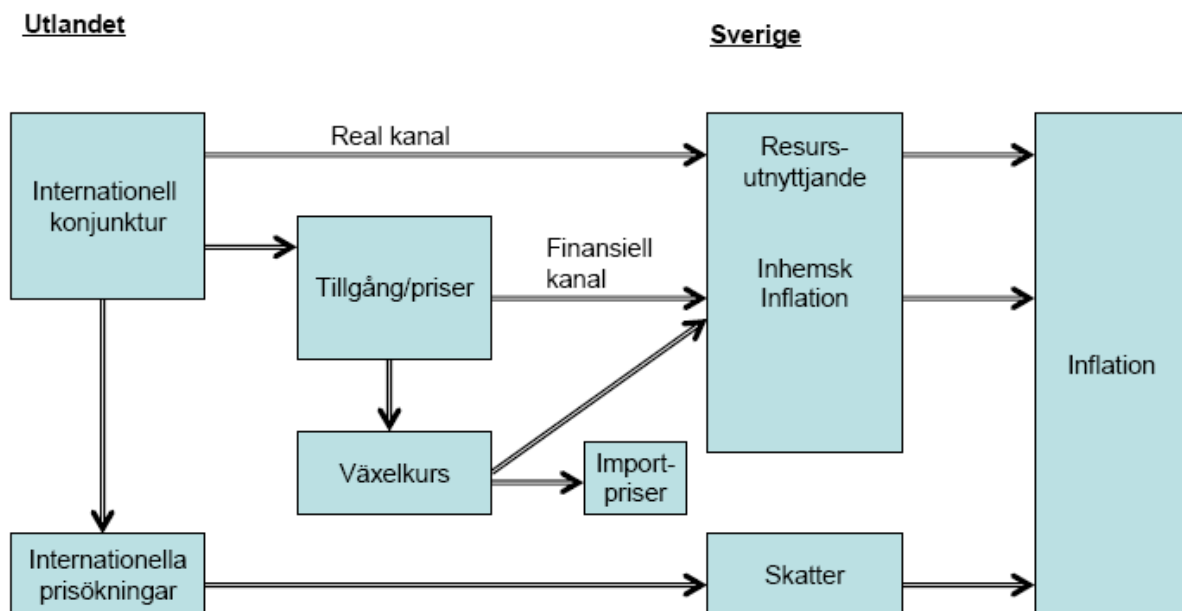 Utlandet
Sverige
Real kanal
Internationell
konjunktur
Resurs-
utnyttjande
Tillgång/priser
Finansiell
kanal
Inhemsk
Inflation
Inflation
Växelkurs
Import-
priser
Internationella
prisökningar
Skatter